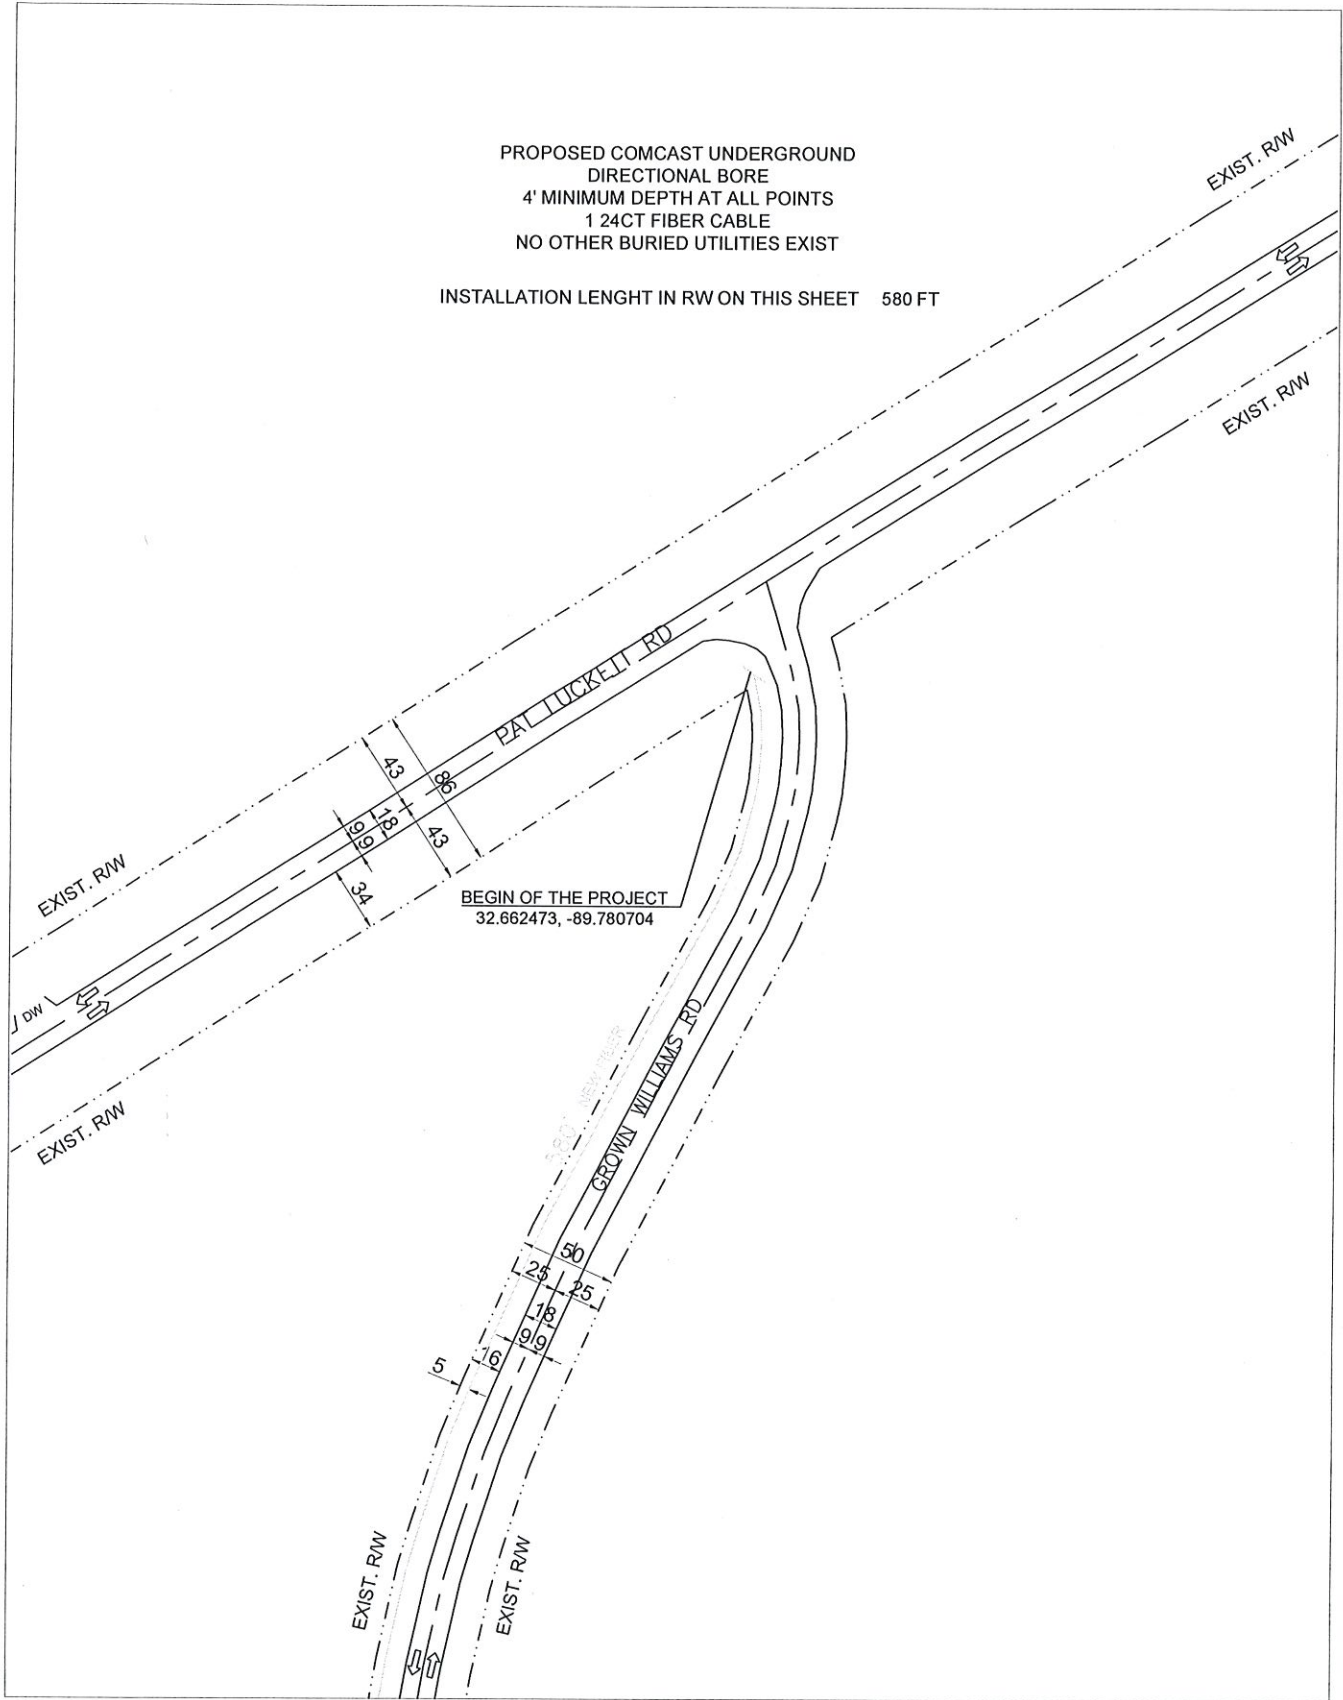 PROPOSED COMCAST UNDERGROUND
DIRECTIONAL BORE
4' MINIMUM DEPTH AT ALL POINTS
1 24CT FIBER CABLE
NO OTHER BURIED UTILITIES EXIST
INSTALLATION LENGHT IN RW ON THIS SHEET 580 FT
EXIST. R/W
EXIST. R/W
PAT LUCKETT RD
43
86
18
9
9
43
34
EXIST. R/W
BEGIN OF THE PROJECT
32.662473, -89.780704
DW
EXIST. R/W
580' NEW FIBER
GROWN WILLIAMS RD
50
25
25
18
9
9
16
5
EXIST. R/W
EXIST. R/W